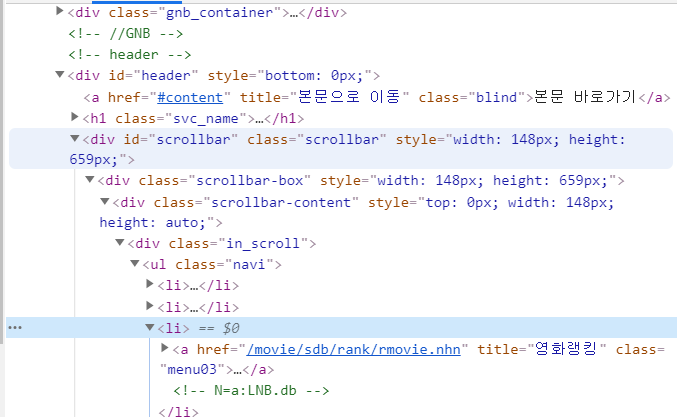 <div class="gnb_container">…</div>
<!-- //GNB -->
<!-- header -->
<div id="header" style="bottom: 0px;">
<a href="#content" title="본문으로 이동" class="blind">본문 바로가기</a>
<h1 class="svc_name">…</h1>
<div id="scrollbar" class="scrollbar" style="width: 148px; height:
659px;">
<div class="scrollbar-box" style="width: 148px; height: 659px;">
<div class="scrollbar-content" style="top: 0px; width: 148px;
height: auto;">
<div class="in_scroll">
<ul class="navi">
<li>…</li>
<li>…</li>
<li> == $0
<a href="/movie/sdb/rank/rmovie.nhn" title="영화랭킹" class=
"menu03">…</a>
<!-- N=a:LNB.db -->
</li>